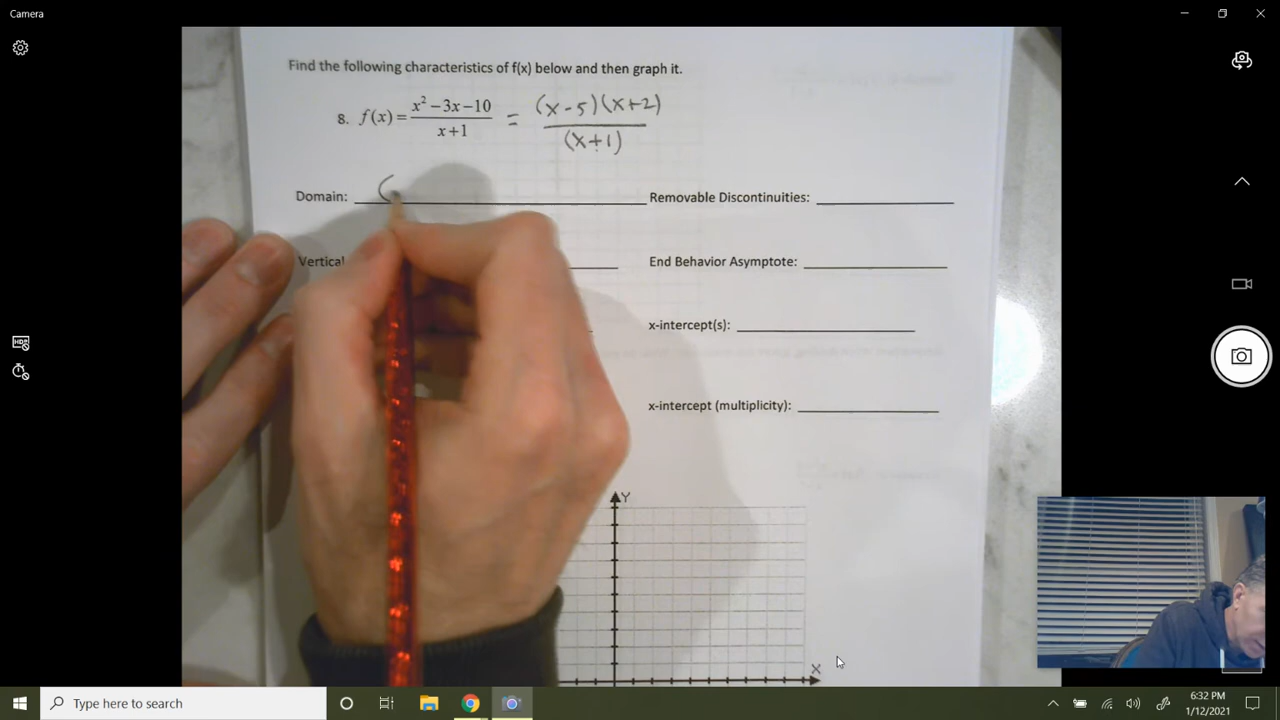 Camera
Find the following characteristics of f(x) below and then graph it.
8. f(x) = (x² − 3x − 10)/(x + 1) = (x-5)(x+2)/(x+1)
Domain: ( Removable Discontinuities:
Vertical End Behavior Asymptote:
x-intercept(s):
x-intercept (multiplicity):
Y
X
Type here to search
6:32 PM
1/12/2021